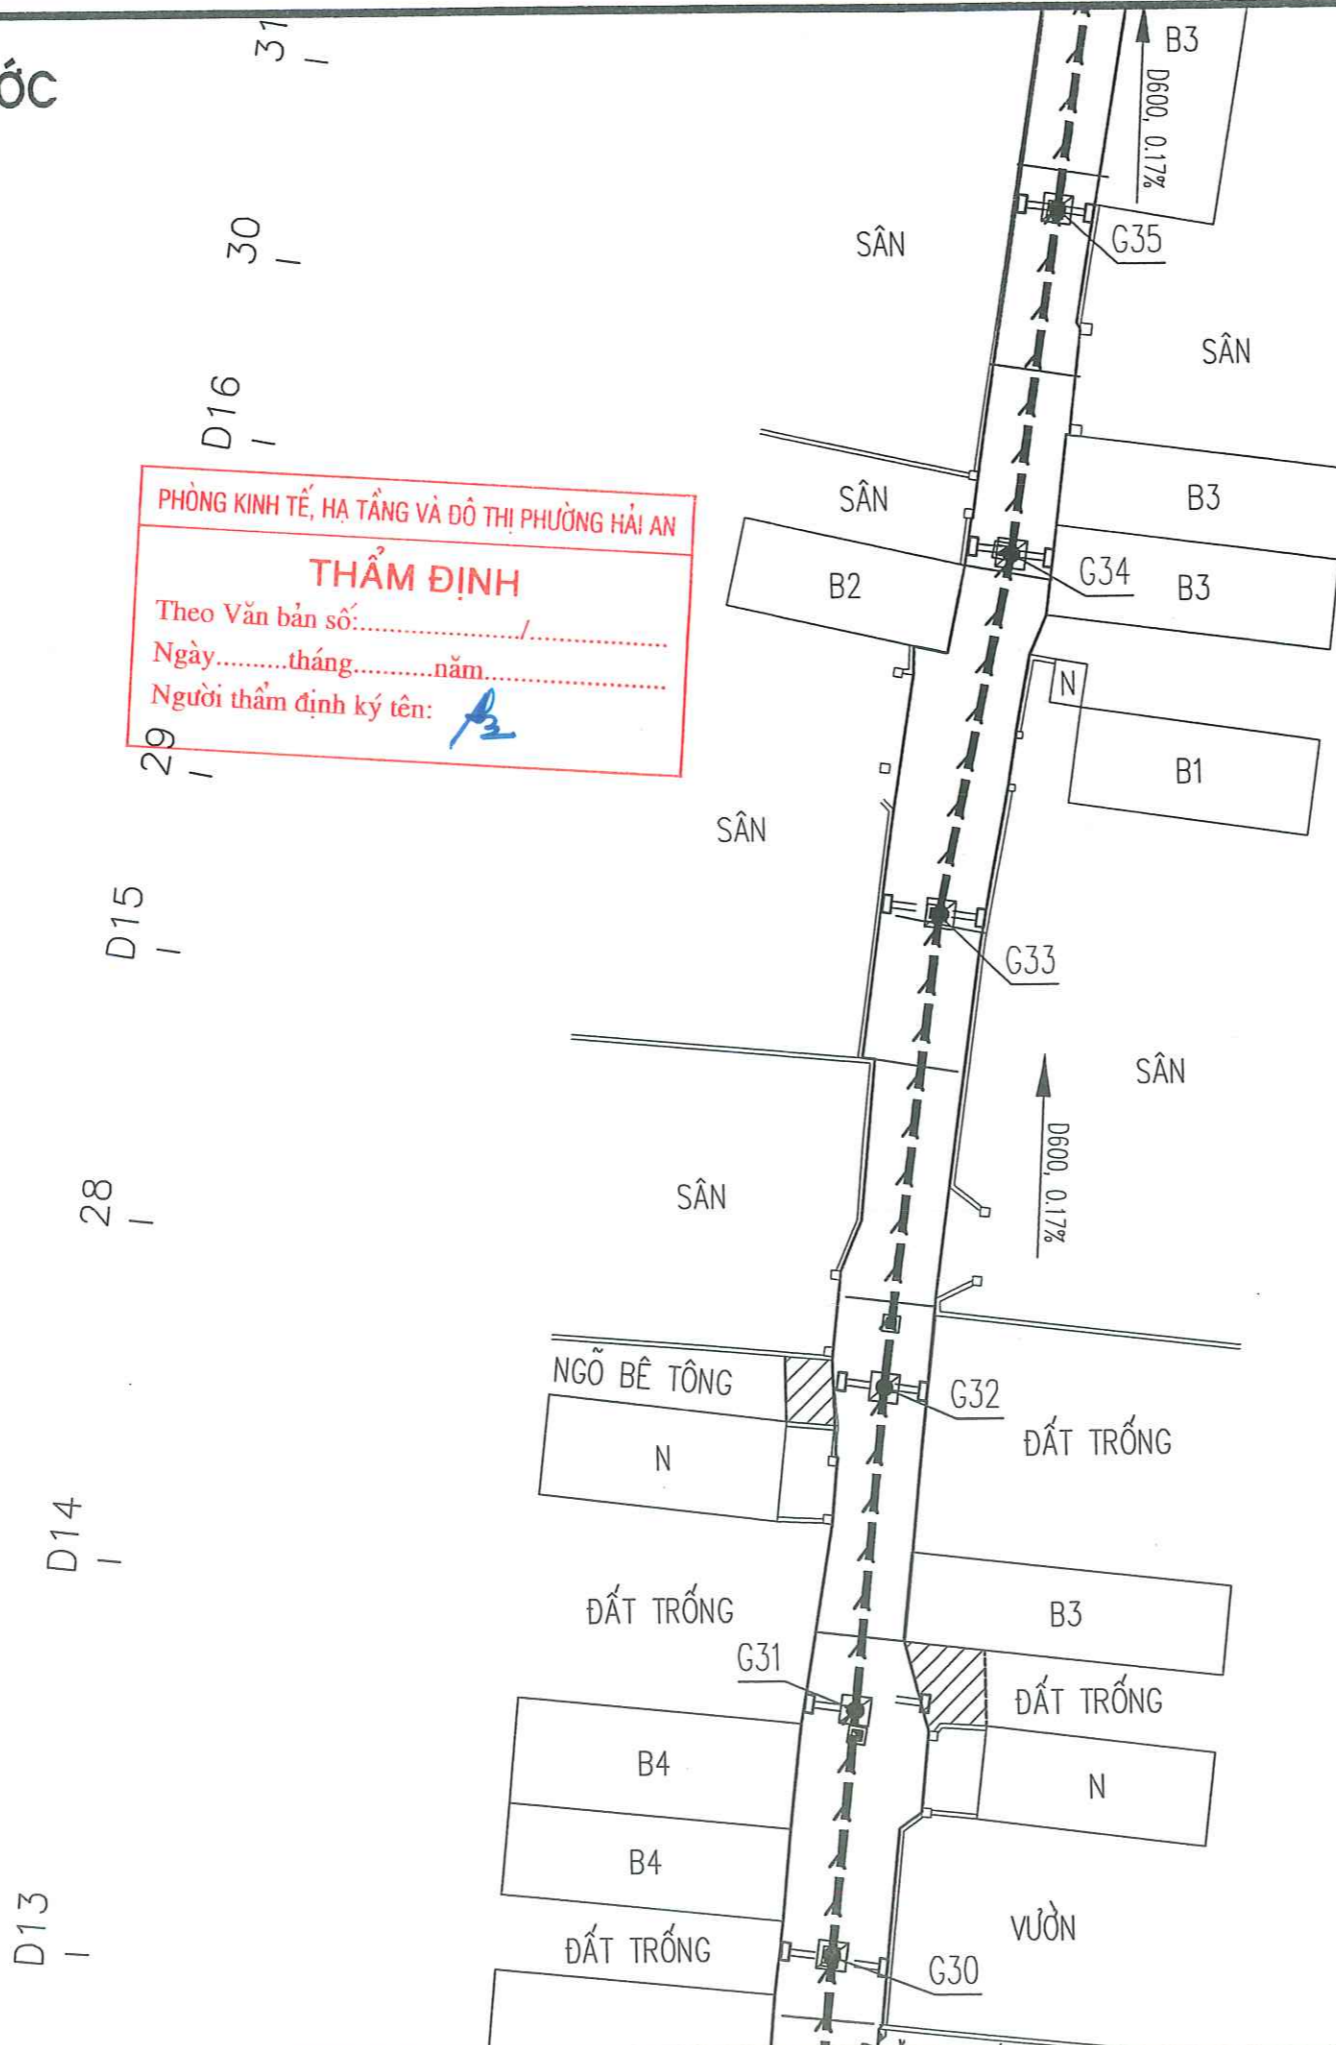 ỚC
31
B3
D600, 0.17%
30
SÂN
G35
SÂN
D16
PHÒNG KINH TẾ, HẠ TẦNG VÀ ĐÔ THỊ PHƯỜNG HẢI AN
THẨM ĐỊNH
Theo Văn bản số:....................../....................
Ngày..........tháng...........năm..........................
Người thẩm định ký tên:
SÂN
B3
B2
G34
B3
N
29
B1
SÂN
D15
G33
SÂN
D600, 0.17%
28
SÂN
NGÕ BÊ TÔNG
G32
ĐẤT TRỐNG
N
D14
ĐẤT TRỐNG
B3
G31
ĐẤT TRỐNG
B4
N
B4
D13
VƯỜN
ĐẤT TRỐNG
G30